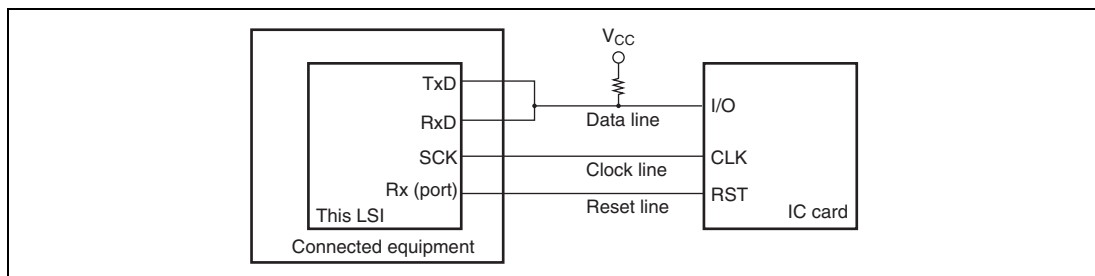 V_CC
TxD
RxD
I/O
Data line
SCK
CLK
Clock line
Rx (port)
RST
Reset line
This LSI
IC card
Connected equipment